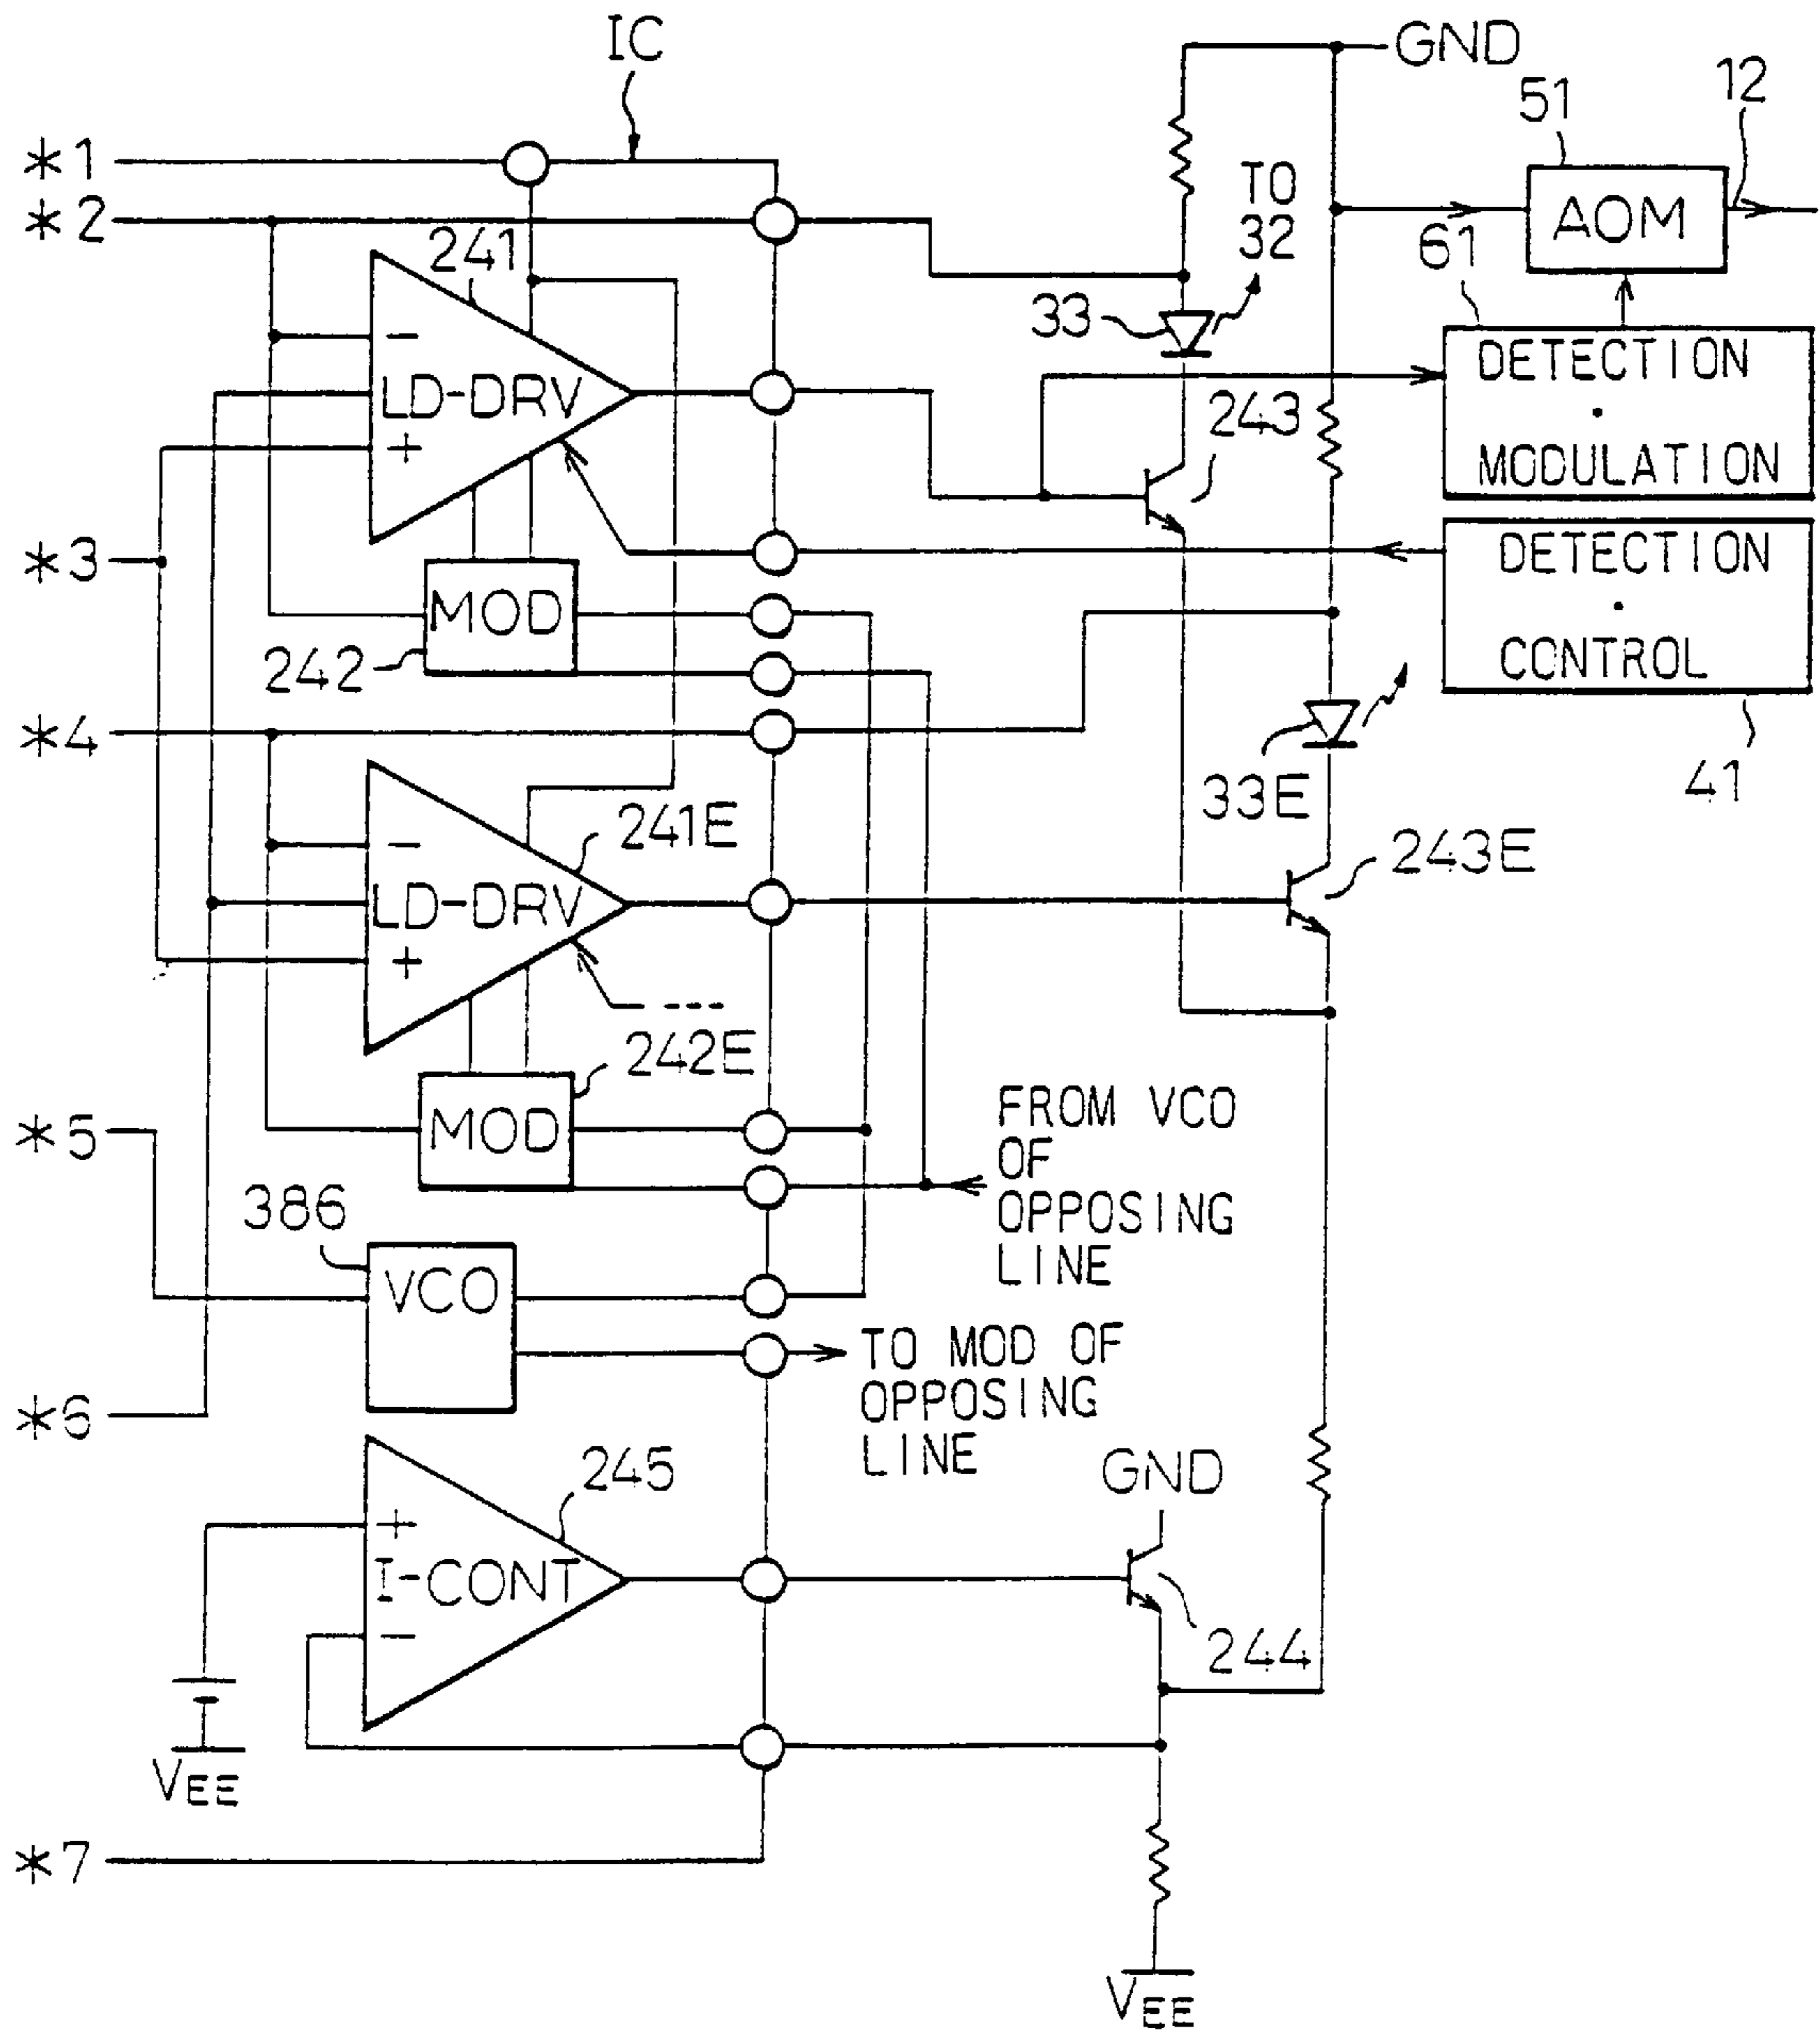 IC
GND
51
12
*1
TO
32
*2
241
AOM
61
33
−
DETECTION
·
MODULATION
LD-DRV
243
+
*3
DETECTION
·
CONTROL
MOD
242
*4
33E
41
241E
243E
−
LD-DRV
+
---
242E
MOD
FROM VCO
OF
OPPOSING
LINE
*5
386
VCO
TO MOD OF
OPPOSING
LINE
*6
245
GND
+
I-CONT
−
244
VEE
*7
VEE